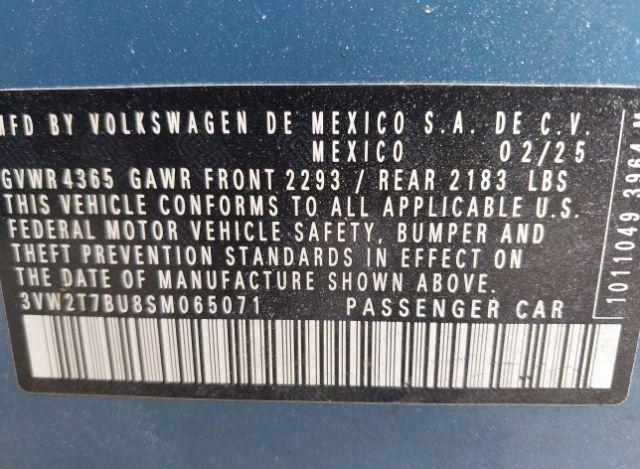 MFD BY VOLKSWAGEN DE MEXICO S.A. DE C.V.
MEXICO 02/25
GVWR 4365 GAWR FRONT 2293 / REAR 2183 LBS
THIS VEHICLE CONFORMS TO ALL APPLICABLE U.S.
FEDERAL MOTOR VEHICLE SAFETY, BUMPER AND
THEFT PREVENTION STANDARDS IN EFFECT ON
THE DATE OF MANUFACTURE SHOWN ABOVE.
3VW2T7BU8SM065071 PASSENGER CAR
1011049 3964